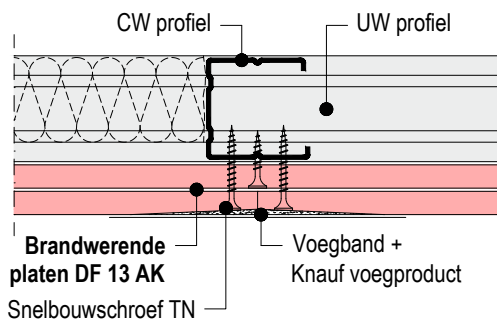 CW profiel
UW profiel
Brandwerende
platen DF 13 AK
Voegband +
Knauf voegproduct
Snelbouwschroef TN